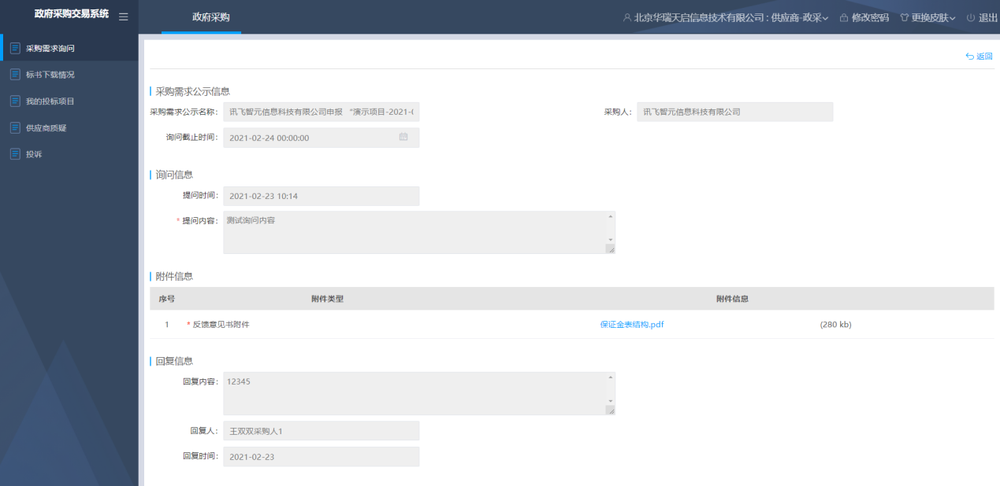 政府采购交易系统
政府采购
北京华瑞天启信息技术有限公司 : 供应商-政采 修改密码 更换皮肤 退出
采购需求询问
标书下载情况
我的投标项目
供应商质疑
投诉
返回
采购需求公示信息
采购需求公示名称: 讯飞智元信息科技有限公司申报 “演示项目-2021-0
采购人: 讯飞智元信息科技有限公司
询问截止时间: 2021-02-24 00:00:00
询问信息
提问时间: 2021-02-23 10:14
* 提问内容: 测试询问内容
附件信息
序号 附件类型 附件信息
1 * 反馈意见书附件 保证金表结构.pdf (280 kb)
回复信息
回复内容: 12345
回复人: 王双双采购人1
回复时间: 2021-02-23